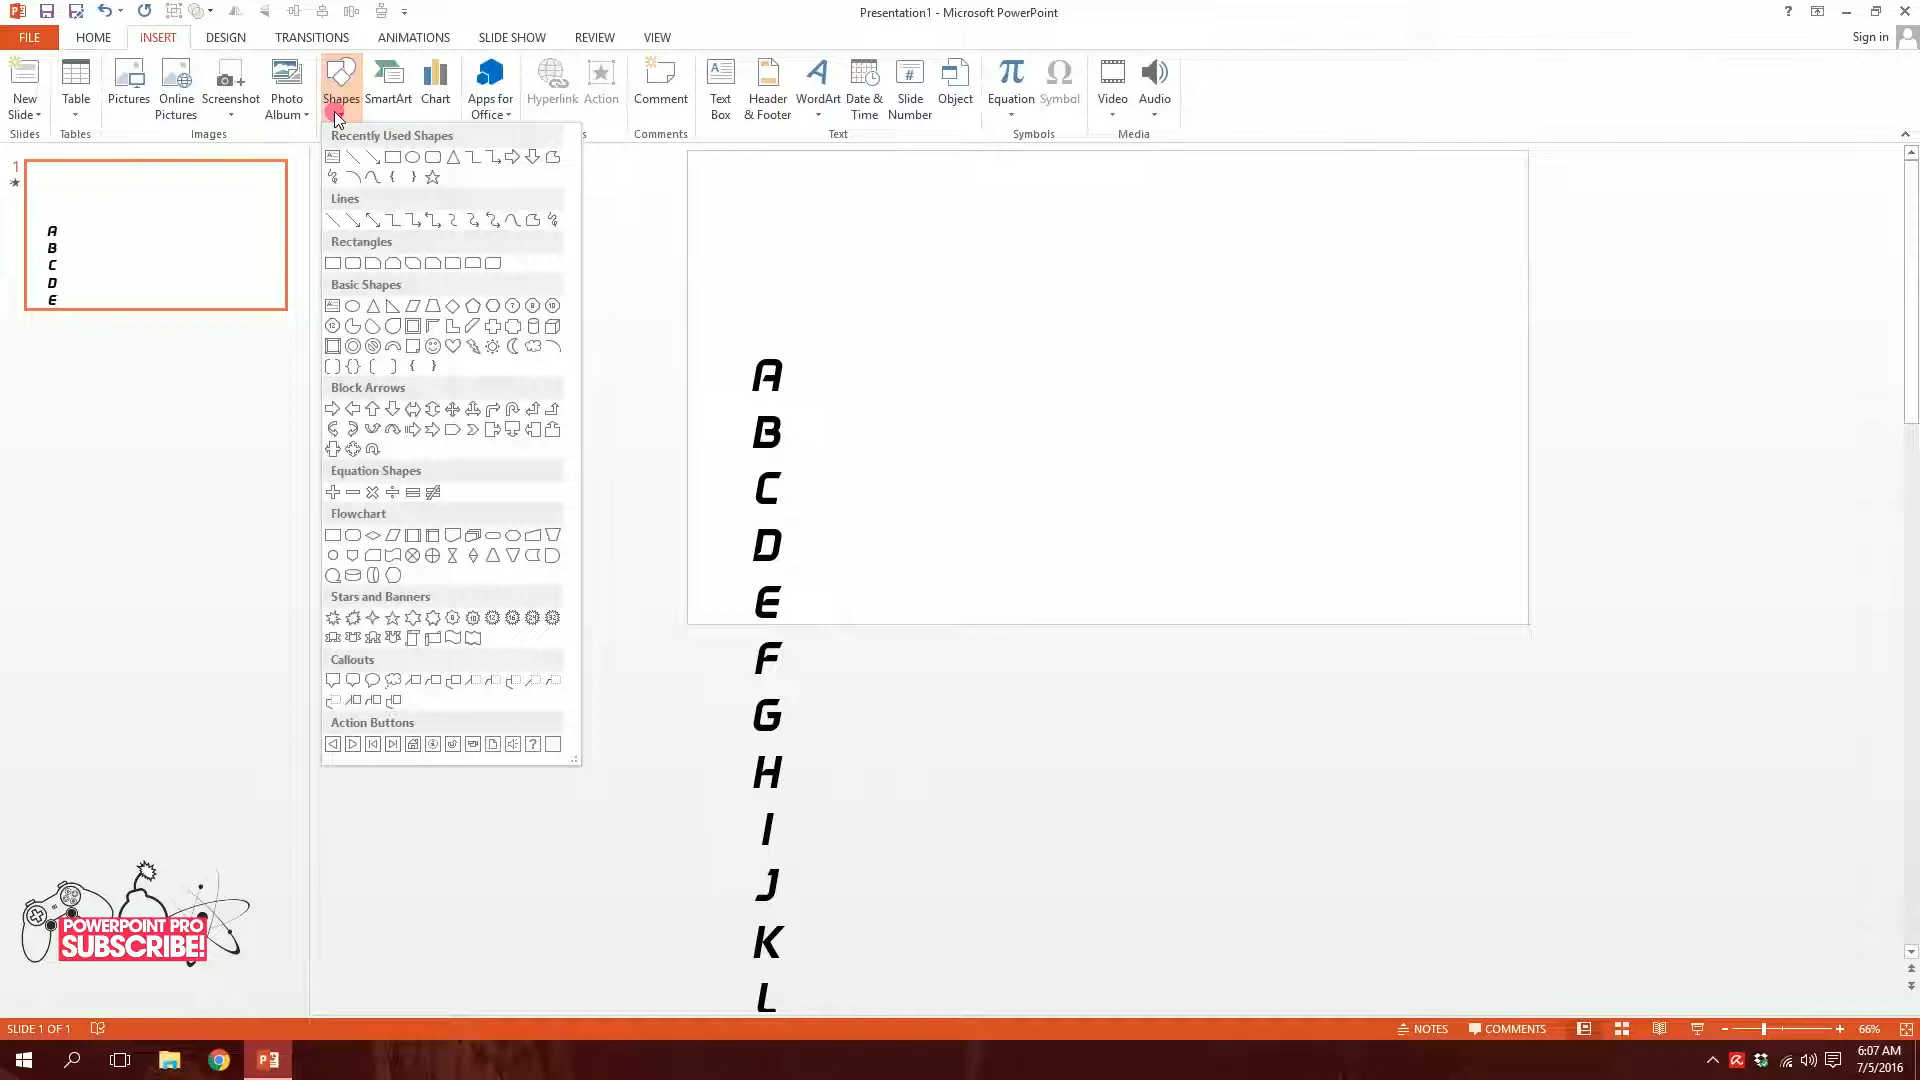 Presentation1 - Microsoft PowerPoint
FILE HOME INSERT DESIGN TRANSITIONS ANIMATIONS SLIDE SHOW REVIEW VIEW
Sign in
New Slide
Table
Pictures
Online Pictures
Screenshot
Photo Album
Shapes
SmartArt
Chart
Apps for Office
Hyperlink
Action
Comment
Text Box
Header & Footer
WordArt
Date & Time
Slide Number
Object
Equation
Symbol
Video
Audio
Slides
Tables
Images
Comments
Text
Symbols
Media
Recently Used Shapes
Lines
Rectangles
Basic Shapes
Block Arrows
Equation Shapes
Flowchart
Stars and Banners
Callouts
Action Buttons
1
A
B
C
D
E
A
B
C
D
E
F
G
H
I
J
K
L
POWERPOINT PRO
SUBSCRIBE!
SLIDE 1 OF 1
NOTES
COMMENTS
66%
6:07 AM
7/5/2016